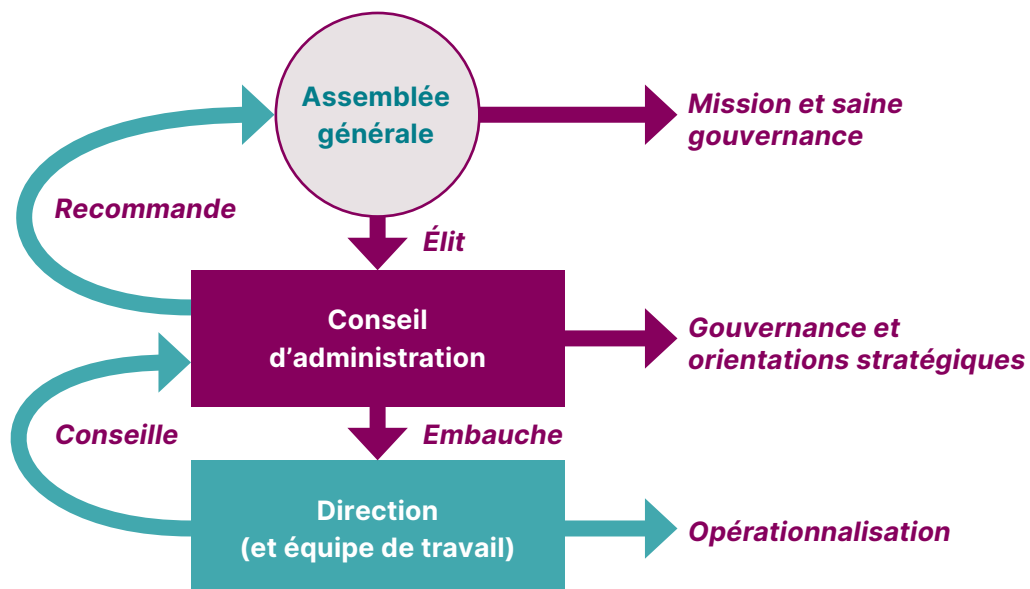 Assemblée
générale
Mission et saine
gouvernance
Recommande
Élit
Conseil
d’administration
Gouvernance et
orientations stratégiques
Conseille
Embauche
Direction
(et équipe de travail)
Opérationnalisation